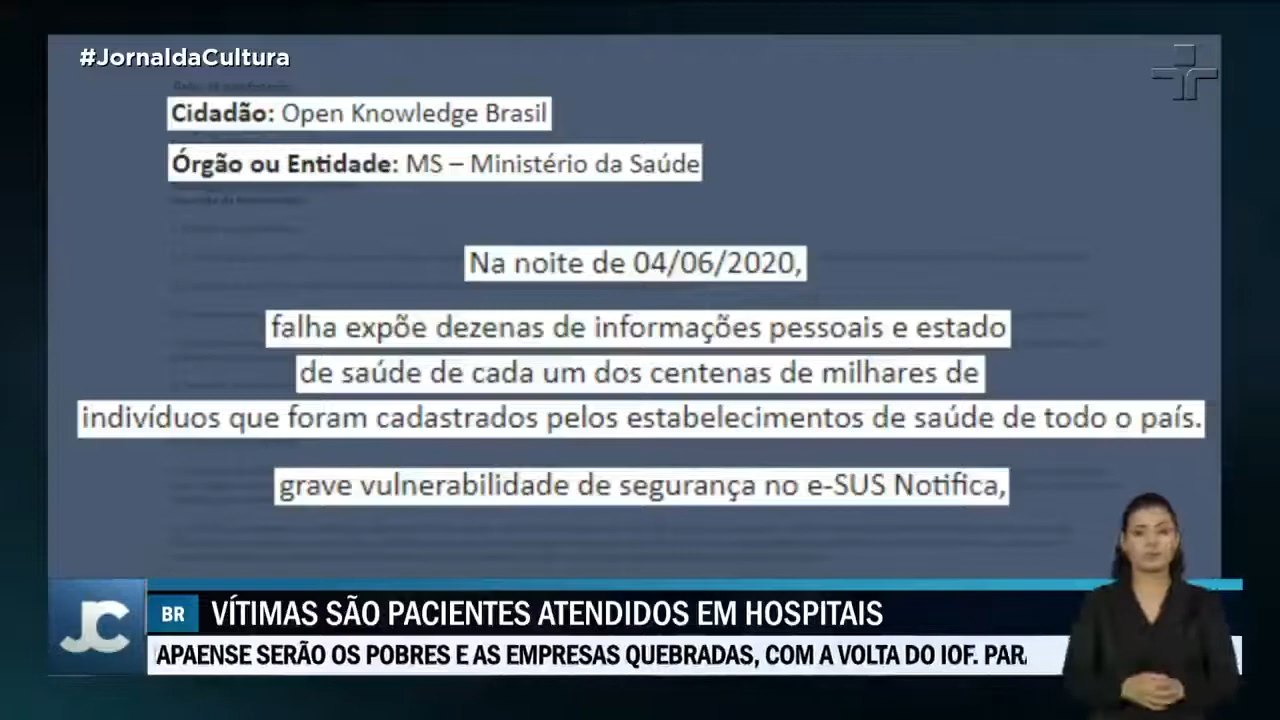 #JornaldaCultura
Cidadão: Open Knowledge Brasil
Órgão ou Entidade: MS – Ministério da Saúde
Na noite de 04/06/2020,
falha expõe dezenas de informações pessoais e estado
de saúde de cada um dos centenas de milhares de
indivíduos que foram cadastrados pelos estabelecimentos de saúde de todo o país.
grave vulnerabilidade de segurança no e-SUS Notifica,
JC
BR VÍTIMAS SÃO PACIENTES ATENDIDOS EM HOSPITAIS
APAENSE SERÃO OS POBRES E AS EMPRESAS QUEBRADAS, COM A VOLTA DO IOF. PAR